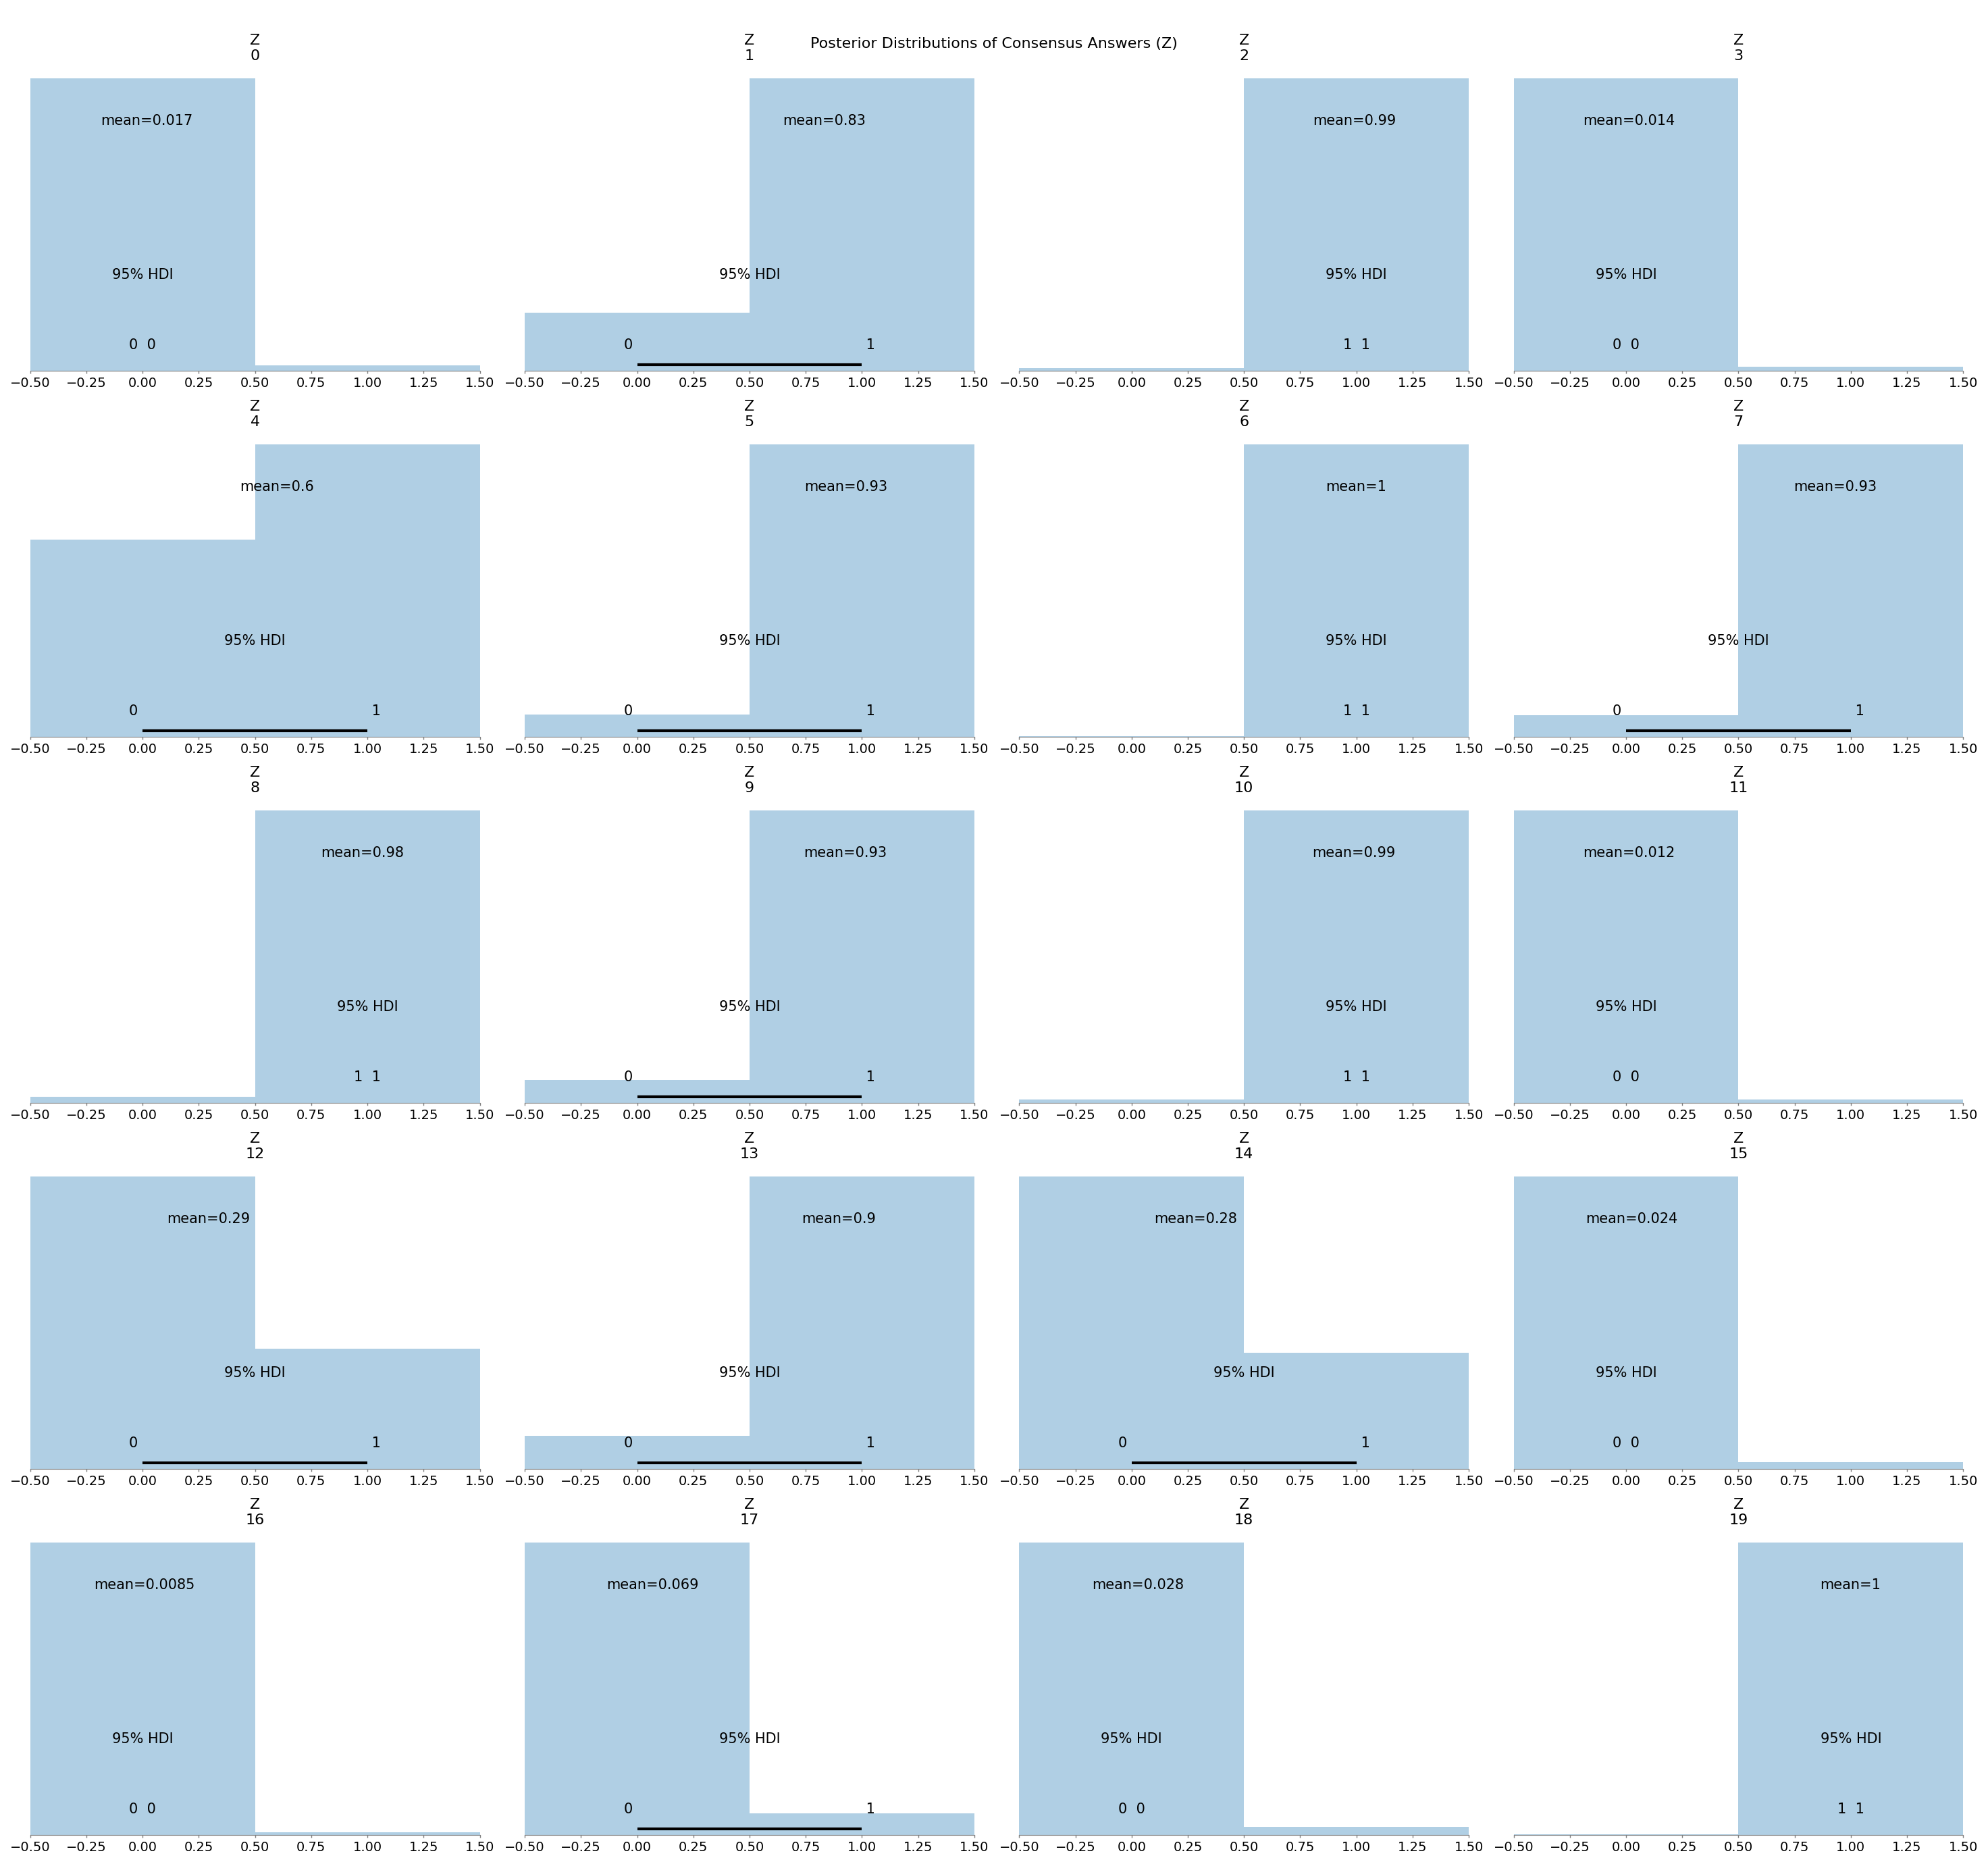 Posterior Distributions of Consensus Answers (Z)
Z Z Z Z
0 1 2 3
mean=0.017 mean=0.83 mean=0.99 mean=0.014
95% HDI 95% HDI 95% HDI 95% HDI
0 0 0 1 1 1 0 0
−0.50 −0.25 0.00 0.25 0.50 0.75 1.00 1.25 1.50 −0.50 −0.25 0.00 0.25 0.50 0.75 1.00 1.25 1.50 −0.50 −0.25 0.00 0.25 0.50 0.75 1.00 1.25 1.50 −0.50 −0.25 0.00 0.25 0.50 0.75 1.00 1.25 1.50
Z Z Z Z
4 5 6 7
mean=0.6 mean=0.93 mean=1 mean=0.93
95% HDI 95% HDI 95% HDI 95% HDI
0 1 0 1 1 1 0 1
−0.50 −0.25 0.00 0.25 0.50 0.75 1.00 1.25 1.50 −0.50 −0.25 0.00 0.25 0.50 0.75 1.00 1.25 1.50 −0.50 −0.25 0.00 0.25 0.50 0.75 1.00 1.25 1.50 −0.50 −0.25 0.00 0.25 0.50 0.75 1.00 1.25 1.50
Z Z Z Z
8 9 10 11
mean=0.98 mean=0.93 mean=0.99 mean=0.012
95% HDI 95% HDI 95% HDI 95% HDI
1 1 0 1 1 1 0 0
−0.50 −0.25 0.00 0.25 0.50 0.75 1.00 1.25 1.50 −0.50 −0.25 0.00 0.25 0.50 0.75 1.00 1.25 1.50 −0.50 −0.25 0.00 0.25 0.50 0.75 1.00 1.25 1.50 −0.50 −0.25 0.00 0.25 0.50 0.75 1.00 1.25 1.50
Z Z Z Z
12 13 14 15
mean=0.29 mean=0.9 mean=0.28 mean=0.024
95% HDI 95% HDI 95% HDI 95% HDI
0 1 0 1 0 1 0 0
−0.50 −0.25 0.00 0.25 0.50 0.75 1.00 1.25 1.50 −0.50 −0.25 0.00 0.25 0.50 0.75 1.00 1.25 1.50 −0.50 −0.25 0.00 0.25 0.50 0.75 1.00 1.25 1.50 −0.50 −0.25 0.00 0.25 0.50 0.75 1.00 1.25 1.50
Z Z Z Z
16 17 18 19
mean=0.0085 mean=0.069 mean=0.028 mean=1
95% HDI 95% HDI 95% HDI 95% HDI
0 0 0 1 0 0 1 1
−0.50 −0.25 0.00 0.25 0.50 0.75 1.00 1.25 1.50 −0.50 −0.25 0.00 0.25 0.50 0.75 1.00 1.25 1.50 −0.50 −0.25 0.00 0.25 0.50 0.75 1.00 1.25 1.50 −0.50 −0.25 0.00 0.25 0.50 0.75 1.00 1.25 1.50